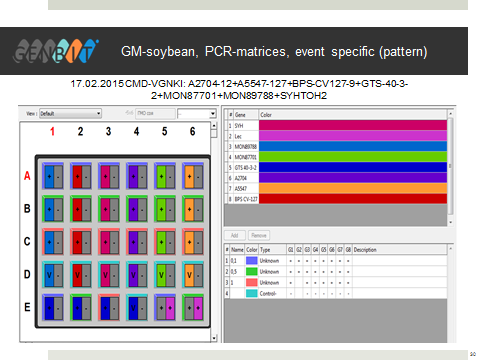 GENBIT
GM-soybean, PCR-matrices, event specific (pattern)
17.02.2015CMD-VGNKI: A2704-12+A5547-127+BPS-CV127-9+GTS-40-3-
2+MON87701+MON89788+SYHTOH2
View : Default
1 2 3 4 5 6
A + - + - + - + - + - + -
B + - + - + - + - + - + -
C + - + - + - + - + - + -
D V - V - V - V - V - V -
E V - V - + +
# Gene Color
1 SYH
2 Lec
3 MON89788
4 MON87701
5 GTS 40-3-2
6 A2704
7 A5547
8 BPS CV-127
Add Remove
# Name Color Type G1 G2 G3 G4 G5 G6 G7 G8 Description
1 0,1 Unknown + + + + + + + +
2 0,5 Unknown + + + + + + + +
3 1 Unknown + + + + + + +
4 Control- - - - - - - -